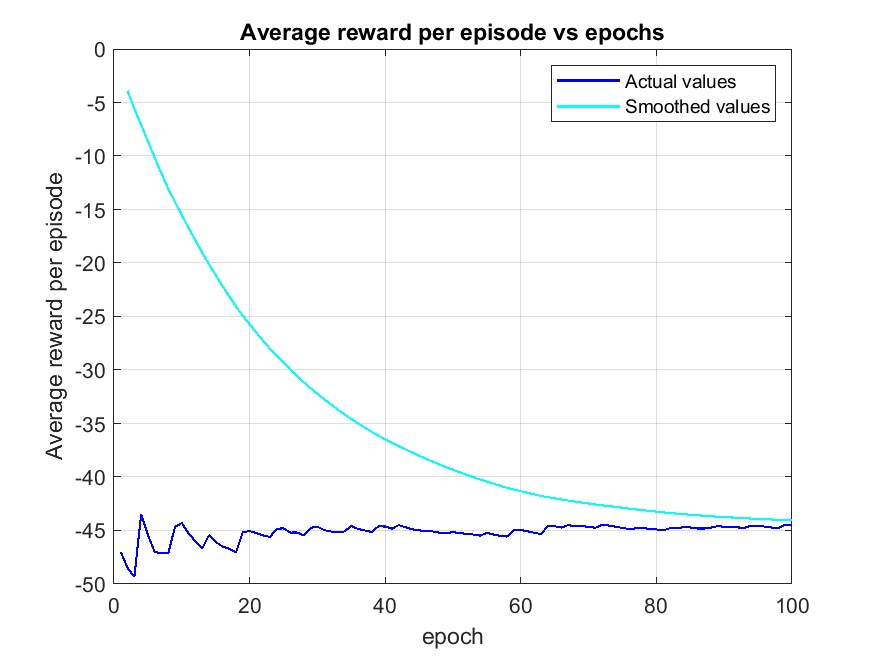 Average reward per episode vs epochs
Actual values
Smoothed values
Average reward per episode
0
-5
-10
-15
-20
-25
-30
-35
-40
-45
-50
0 20 40 60 80 100
epoch